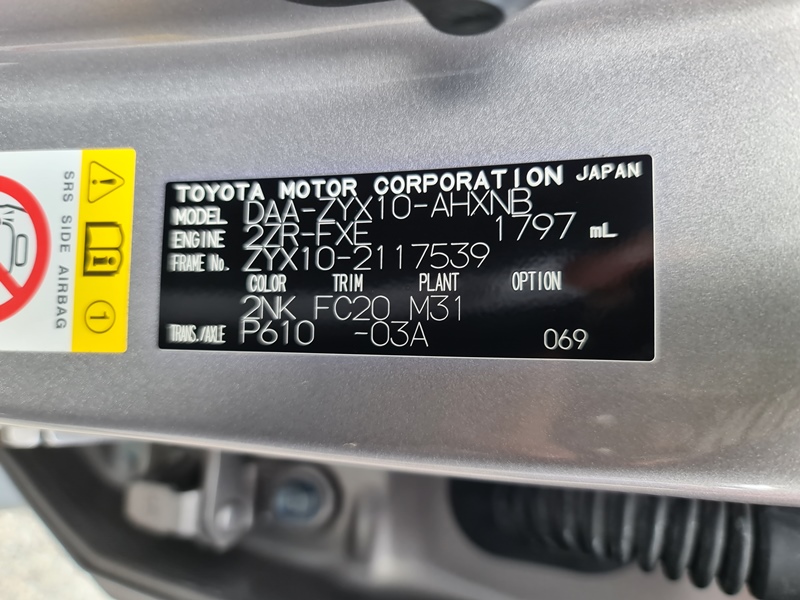 TOYOTA MOTOR CORPORATION JAPAN
MODEL DAA-ZYX10-AHXNB
ENGINE 2ZR-FXE 1797 mL
FRAME No. ZYX10-2117539
COLOR TRIM PLANT OPTION
2NK FC20 M31
TRANS./AXLE P610 -03A 069
SRS SIDE AIRBAG
1